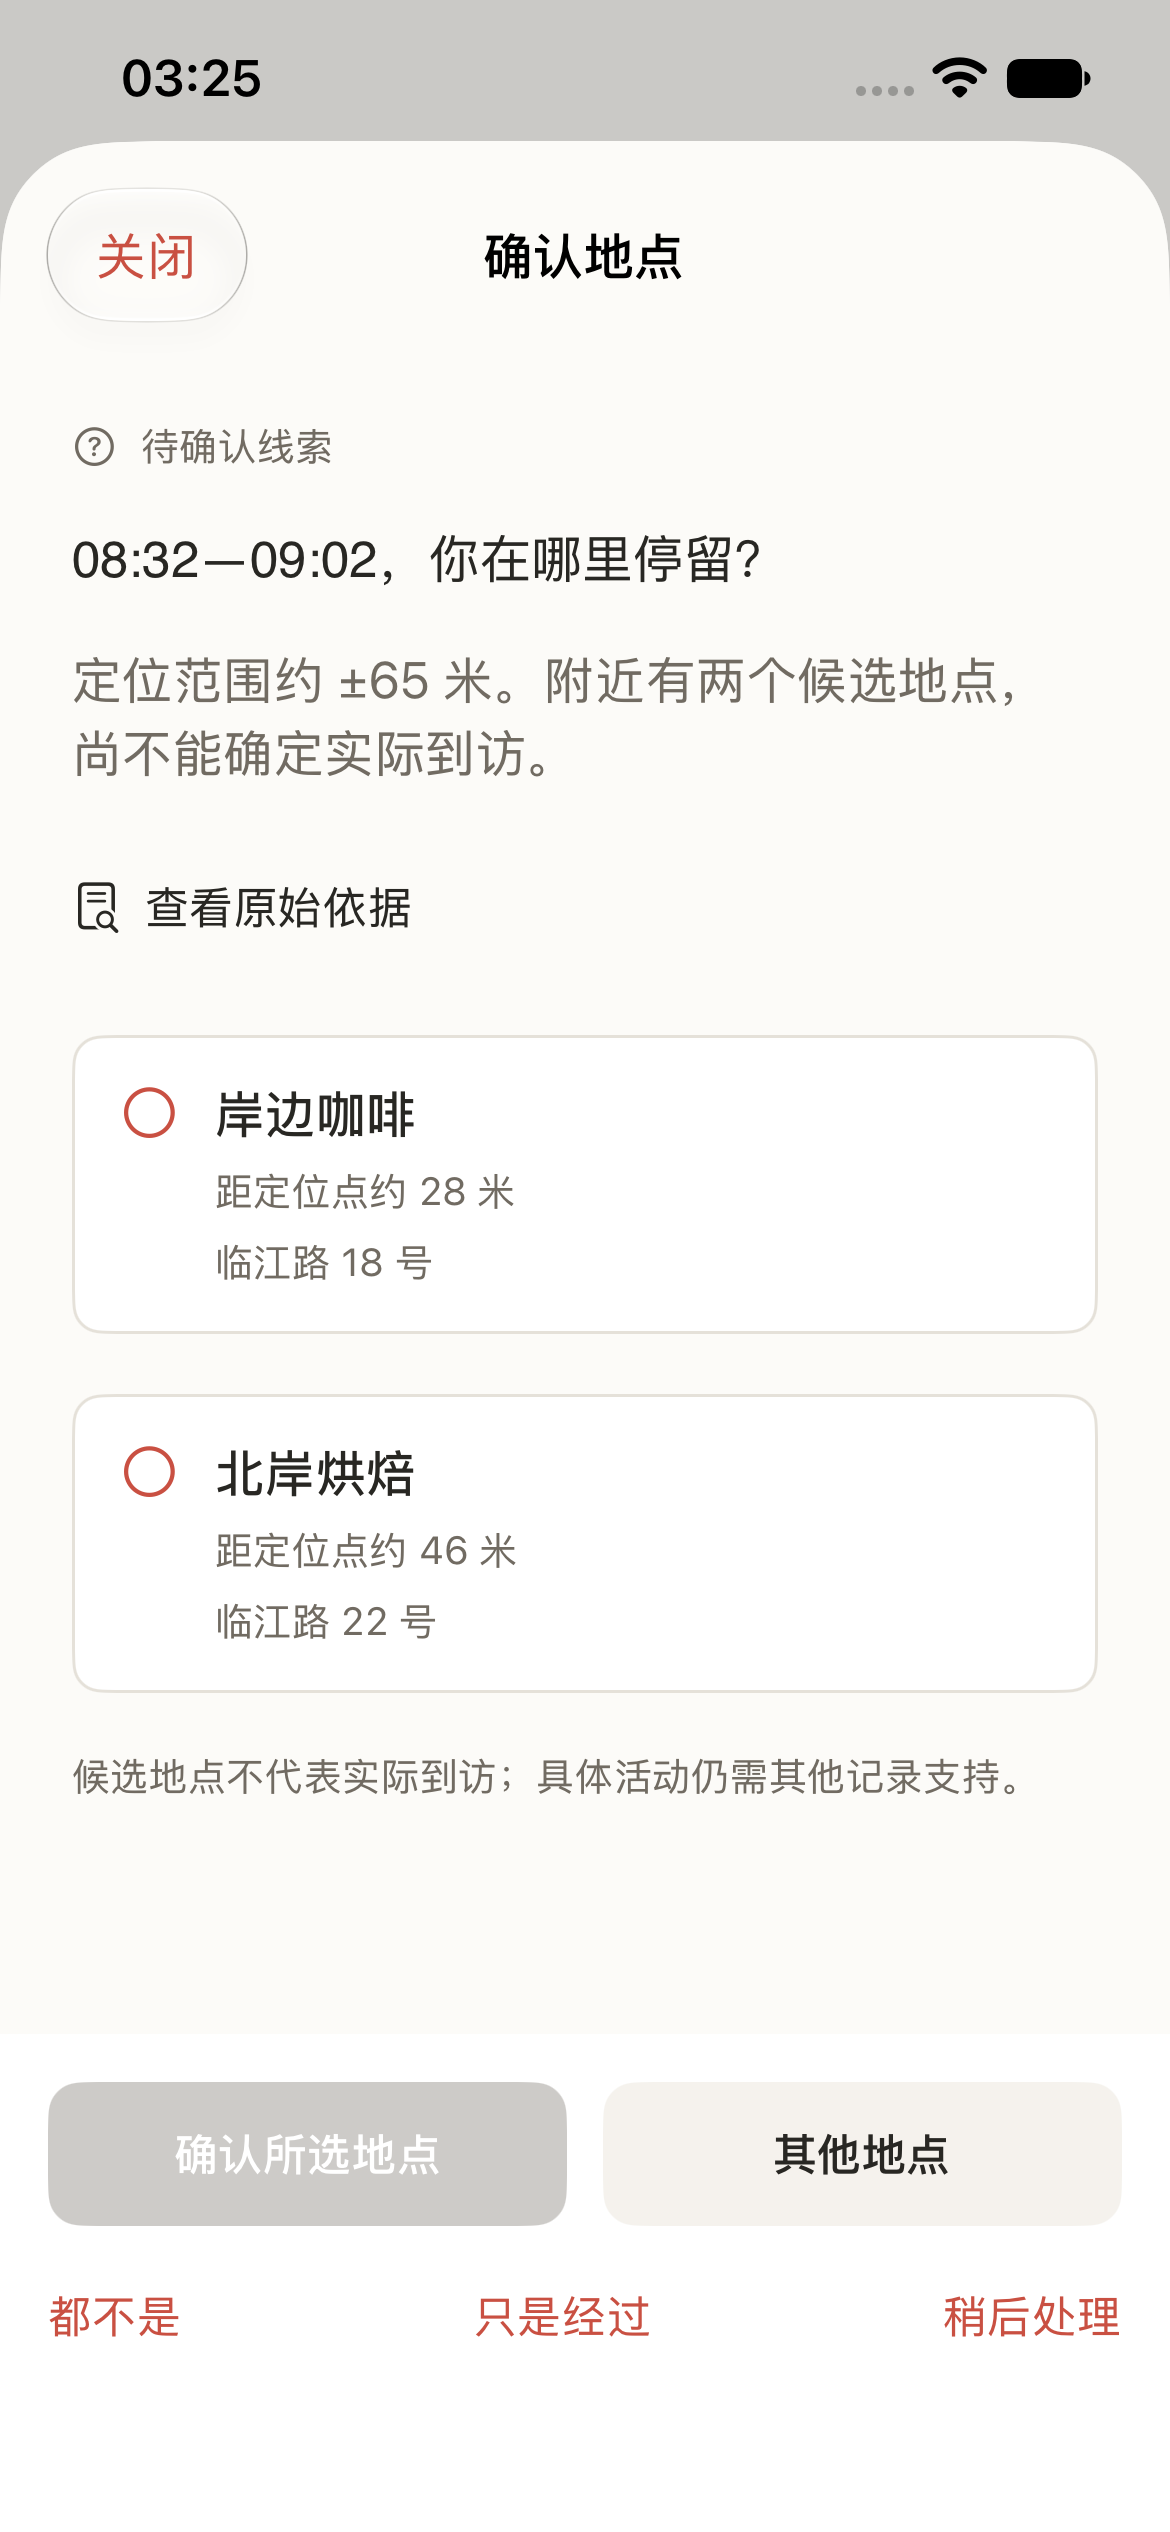 03:25
关闭
确认地点
待确认线索
08:32—09:02，你在哪里停留？
定位范围约 ±65 米。附近有两个候选地点，
尚不能确定实际到访。
查看原始依据
岸边咖啡
距定位点约 28 米
临江路 18 号
北岸烘焙
距定位点约 46 米
临江路 22 号
候选地点不代表实际到访；具体活动仍需其他记录支持。
确认所选地点
其他地点
都不是
只是经过
稍后处理